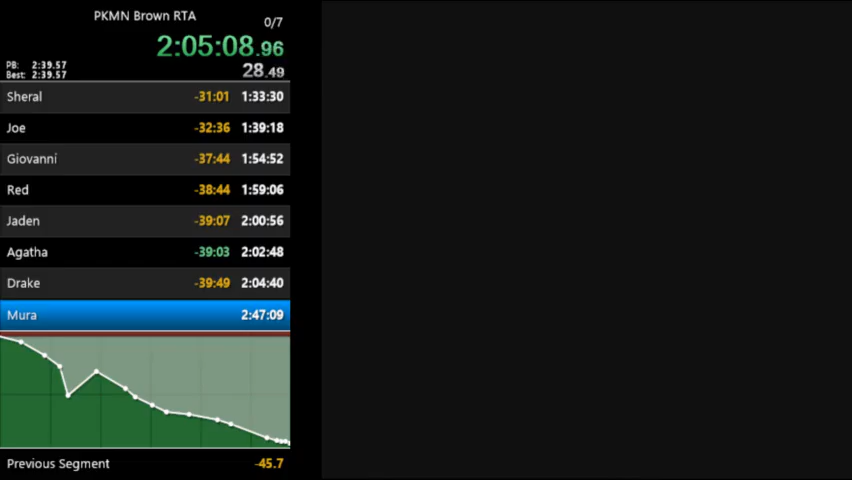 PKMN Brown RTA
0/7
2:05:08.96
PB: 2:39.57
Best: 2:39.57
28.49
Sheral -31:01 1:33:30
Joe -32:36 1:39:18
Giovanni -37:44 1:54:52
Red -38:44 1:59:06
Jaden -39:07 2:00:56
Agatha -39:03 2:02:48
Drake -39:49 2:04:40
Mura 2:47:09
Previous Segment -45.7